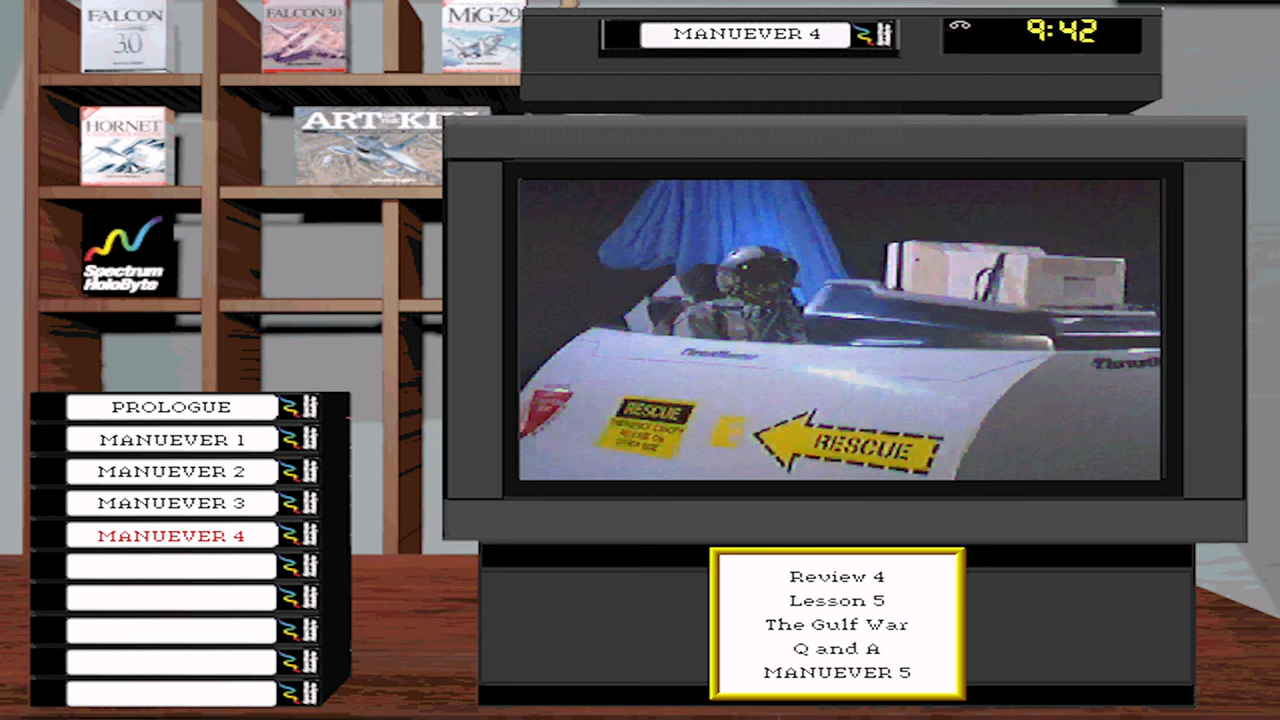 FALCON
3.0
FALCON 3.0
MiG-29
MANUEVER 4
9:42
HORNET
ART OF THE KIL
Spectrum
HoloByte
RESCUE
RESCUE
PROLOGUE
MANUEVER 1
MANUEVER 2
MANUEVER 3
MANUEVER 4
Review 4
Lesson 5
The Gulf War
Q and A
MANUEVER 5